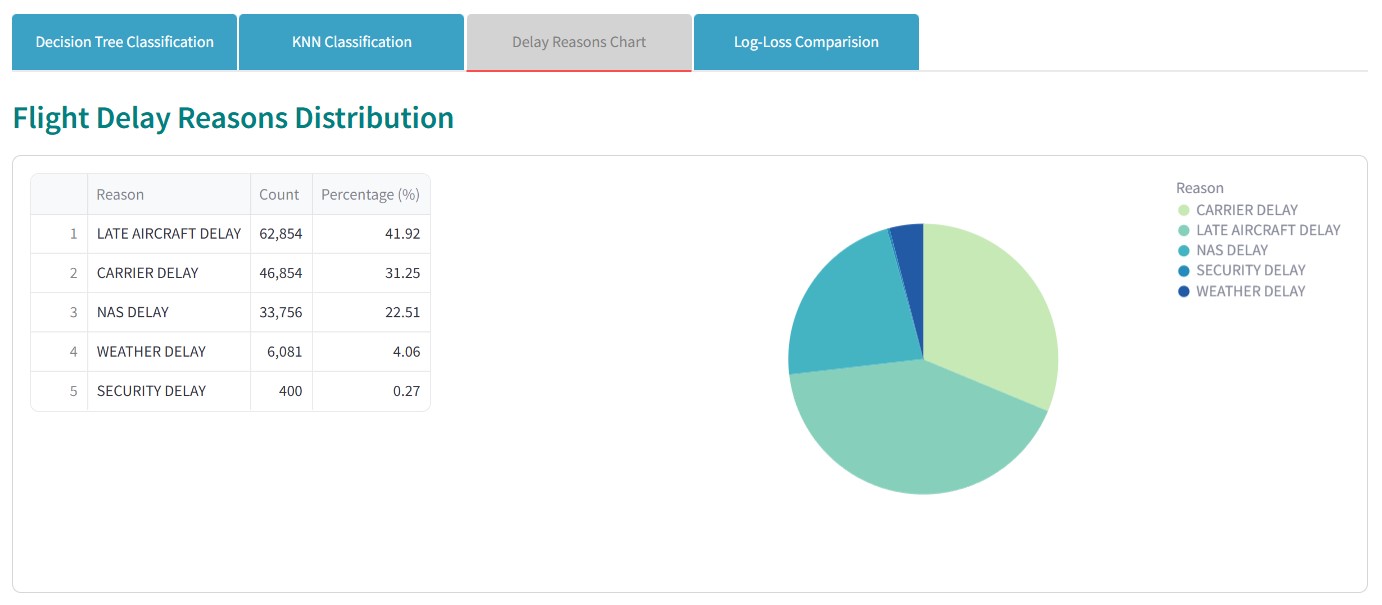 Decision Tree Classification KNN Classification Delay Reasons Chart Log-Loss Comparision
Flight Delay Reasons Distribution
Reason Count Percentage (%)
1 LATE AIRCRAFT DELAY 62,854 41.92
2 CARRIER DELAY 46,854 31.25
3 NAS DELAY 33,756 22.51
4 WEATHER DELAY 6,081 4.06
5 SECURITY DELAY 400 0.27
Reason
CARRIER DELAY
LATE AIRCRAFT DELAY
NAS DELAY
SECURITY DELAY
WEATHER DELAY